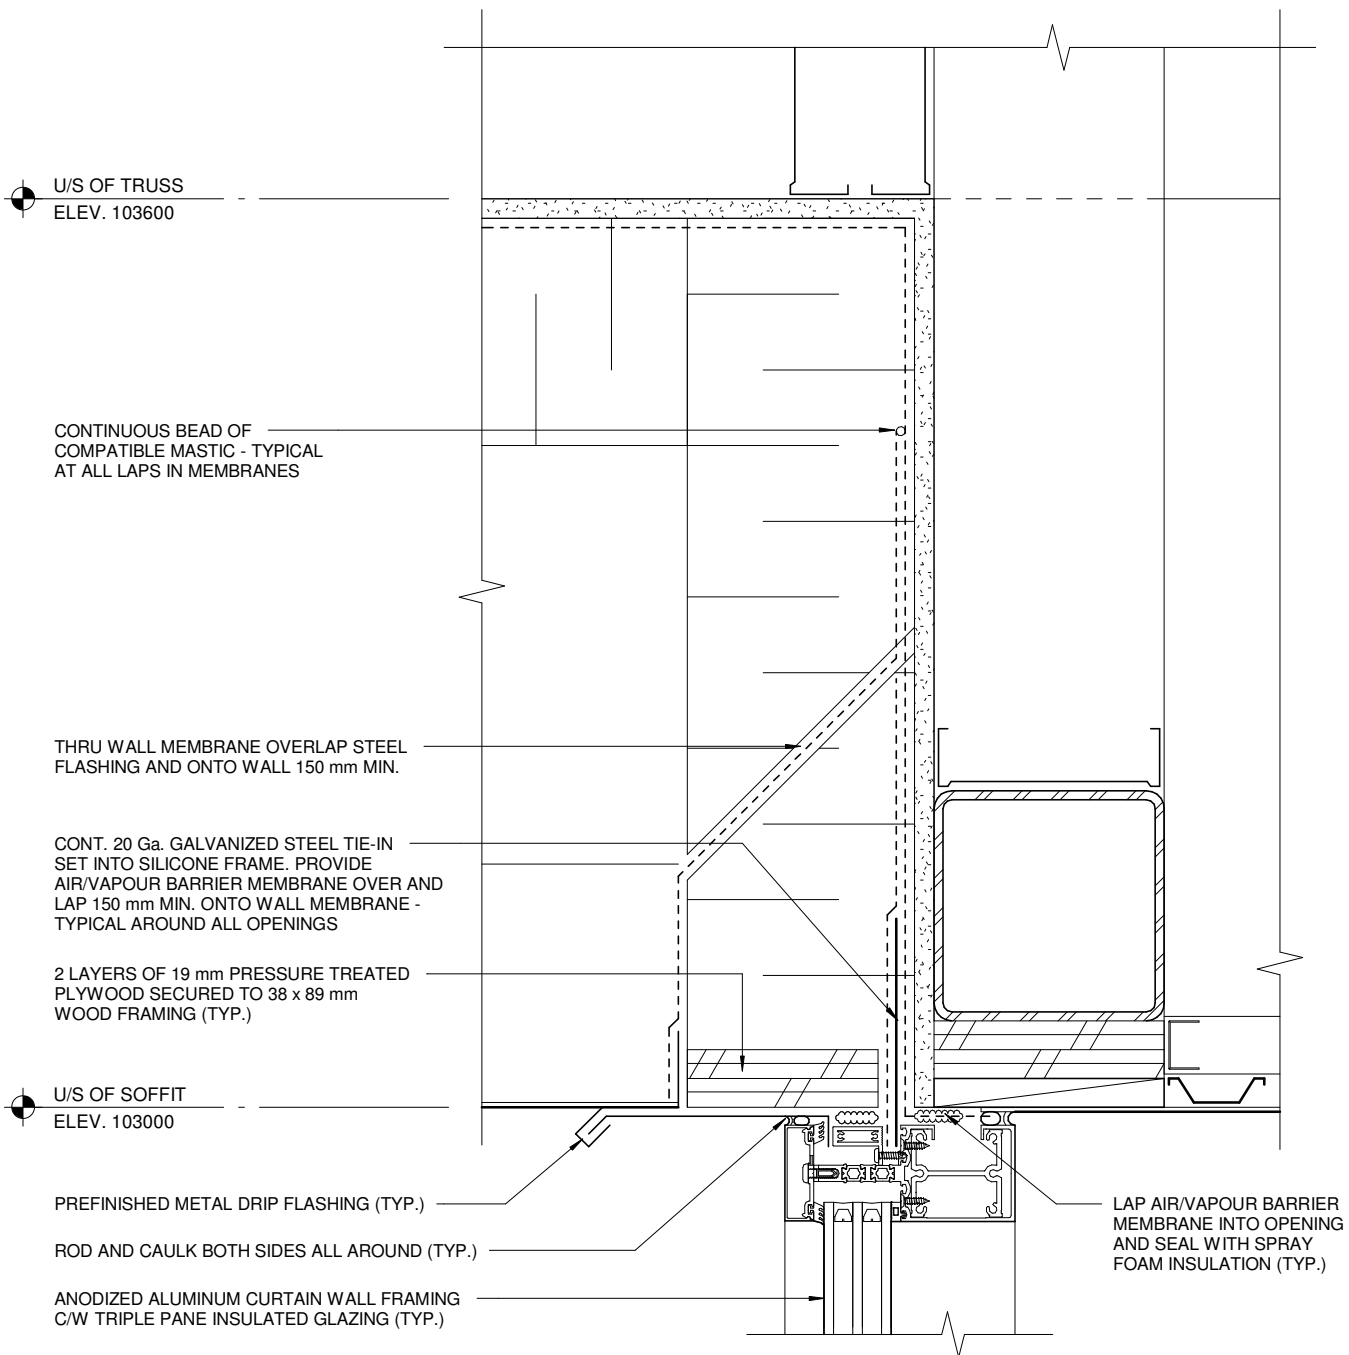 U/S OF TRUSS
ELEV. 103600
CONTINUOUS BEAD OF
COMPATIBLE MASTIC - TYPICAL
AT ALL LAPS IN MEMBRANES
THRU WALL MEMBRANE OVERLAP STEEL
FLASHING AND ONTO WALL 150 mm MIN.
CONT. 20 Ga. GALVANIZED STEEL TIE-IN
SET INTO SILICONE FRAME. PROVIDE
AIR/VAPOUR BARRIER MEMBRANE OVER AND
LAP 150 mm MIN. ONTO WALL MEMBRANE -
TYPICAL AROUND ALL OPENINGS
2 LAYERS OF 19 mm PRESSURE TREATED
PLYWOOD SECURED TO 38 x 89 mm
WOOD FRAMING (TYP.)
U/S OF SOFFIT
ELEV. 103000
PREFINISHED METAL DRIP FLASHING (TYP.)
ROD AND CAULK BOTH SIDES ALL AROUND (TYP.)
ANODIZED ALUMINUM CURTAIN WALL FRAMING
C/W TRIPLE PANE INSULATED GLAZING (TYP.)
LAP AIR/VAPOUR BARRIER
MEMBRANE INTO OPENING
AND SEAL WITH SPRAY
FOAM INSULATION (TYP.)